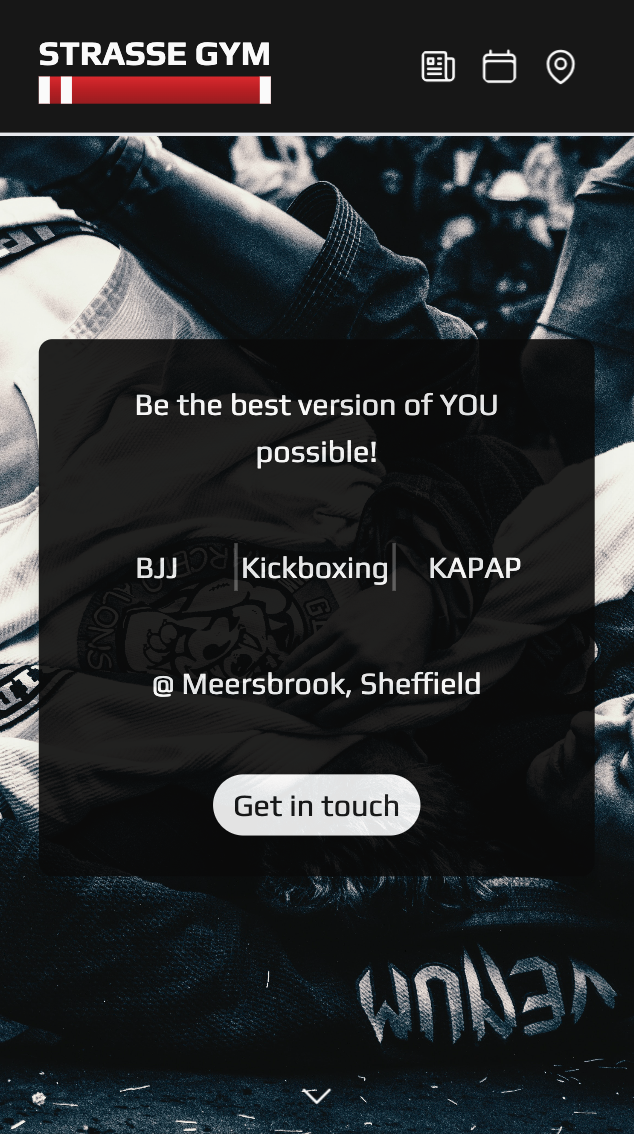 STRASSE GYM
Be the best version of YOU
possible!
BJJ | Kickboxing | KAPAP
@ Meersbrook, Sheffield
Get in touch
VENUM